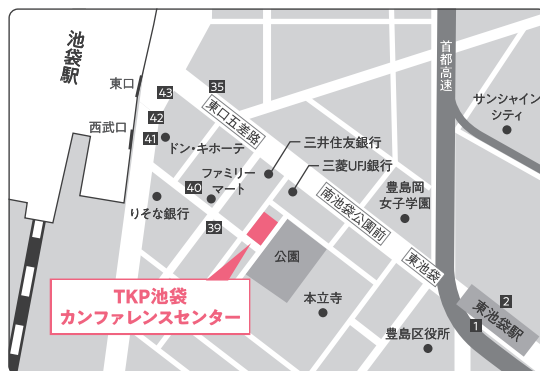 池袋駅
東口
西武口
43
42
41
35
東口五差路
ドン・キホーテ
ファミリー
マート
40
りそな銀行
39
三井住友銀行
三菱UFJ銀行
南池袋公園前
豊島岡
女子学園
首都高速
サンシャイン
シティ
東池袋
公園
本立寺
豊島区役所
東池袋駅
2
1
TKP池袋
カンファレンスセンター